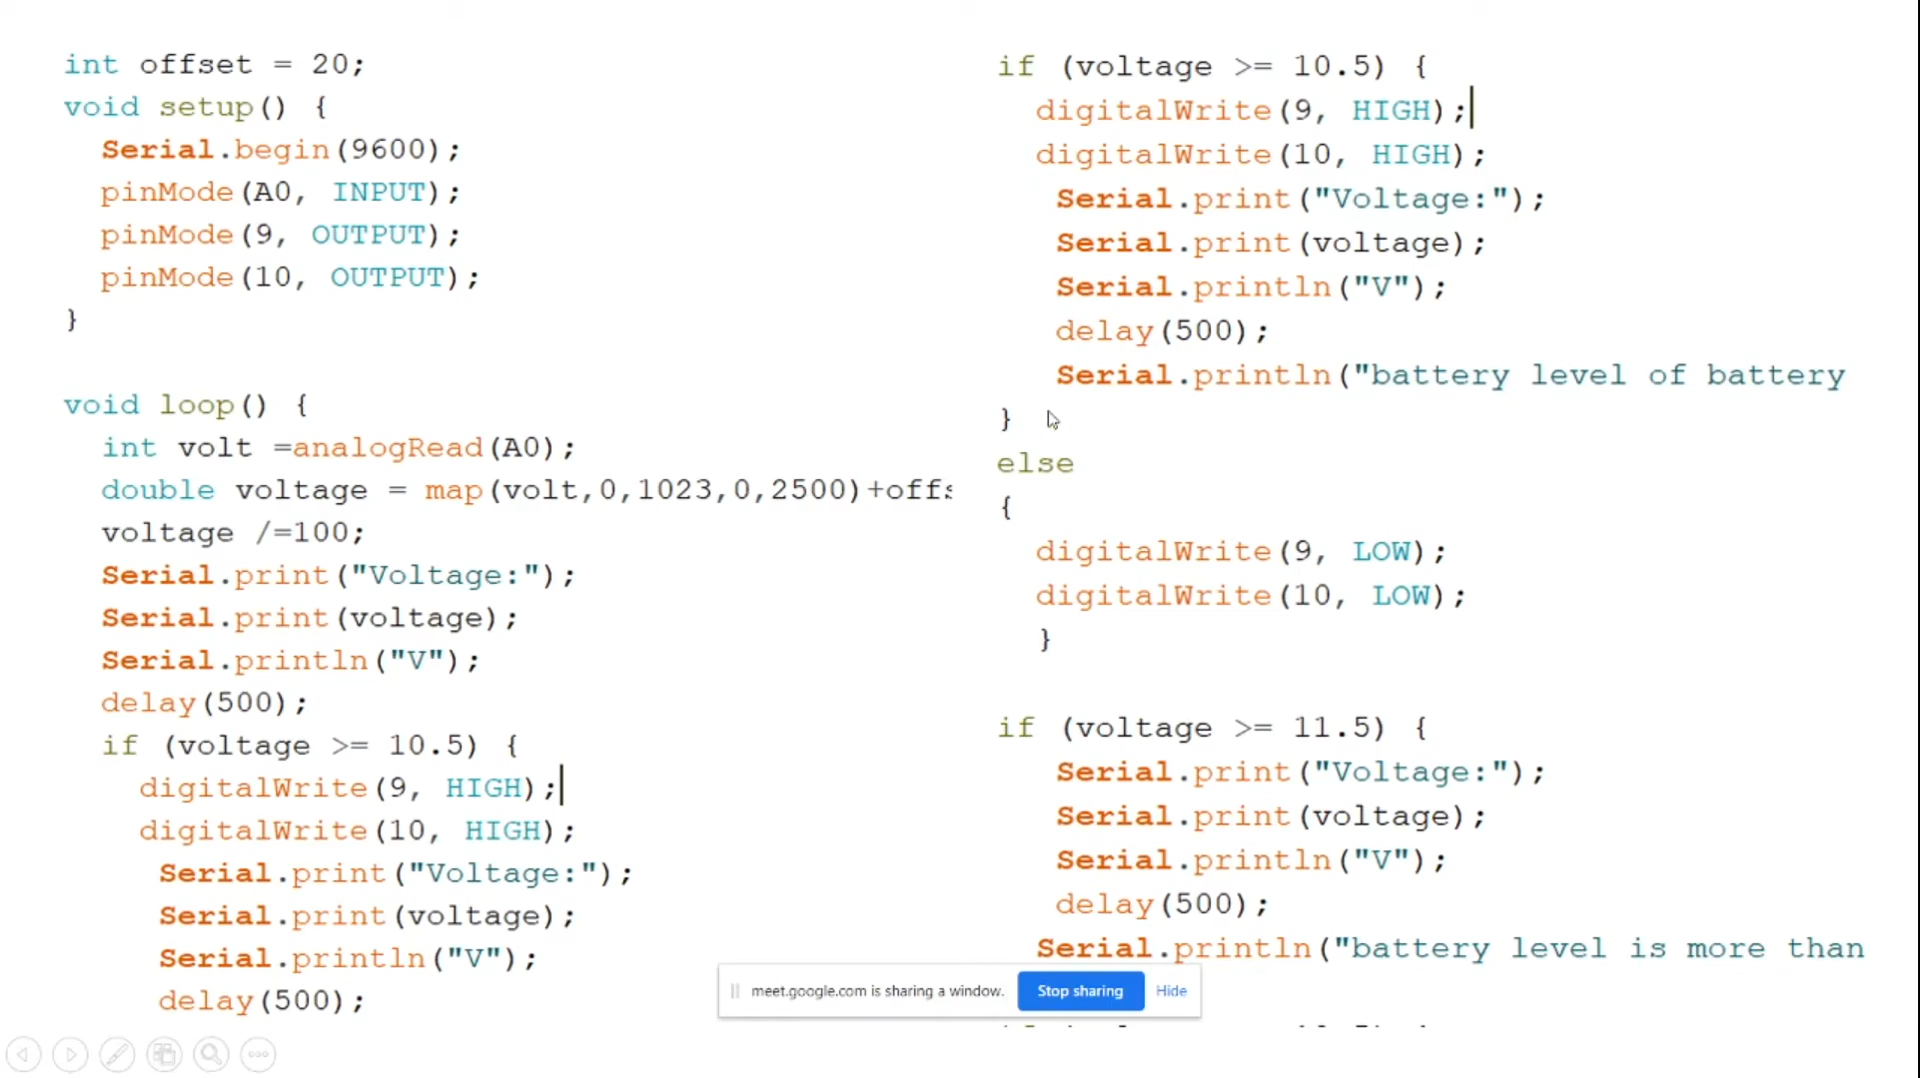 int offset = 20;
void setup() {
Serial.begin(9600);
pinMode(A0, INPUT);
pinMode(9, OUTPUT);
pinMode(10, OUTPUT);
}
void loop() {
int volt =analogRead(A0);
double voltage = map(volt,0,1023,0,2500)+offs
voltage /=100;
Serial.print("Voltage:");
Serial.print(voltage);
Serial.println("V");
delay(500);
if (voltage >= 10.5) {
digitalWrite(9, HIGH);
digitalWrite(10, HIGH);
Serial.print("Voltage:");
Serial.print(voltage);
Serial.println("V");
delay(500);
if (voltage >= 10.5) {
digitalWrite(9, HIGH);
digitalWrite(10, HIGH);
Serial.print("Voltage:");
Serial.print(voltage);
Serial.println("V");
delay(500);
Serial.println("battery level of battery
}
else
{
digitalWrite(9, LOW);
digitalWrite(10, LOW);
}
if (voltage >= 11.5) {
Serial.print("Voltage:");
Serial.print(voltage);
Serial.println("V");
delay(500);
Serial.println("battery level is more than
meet.google.com is sharing a window.
Stop sharing
Hide